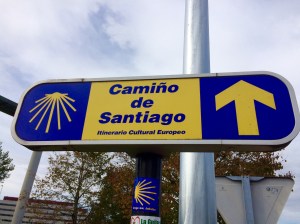 Camiño
de
Santiago
Itinerario Cultural Europeo